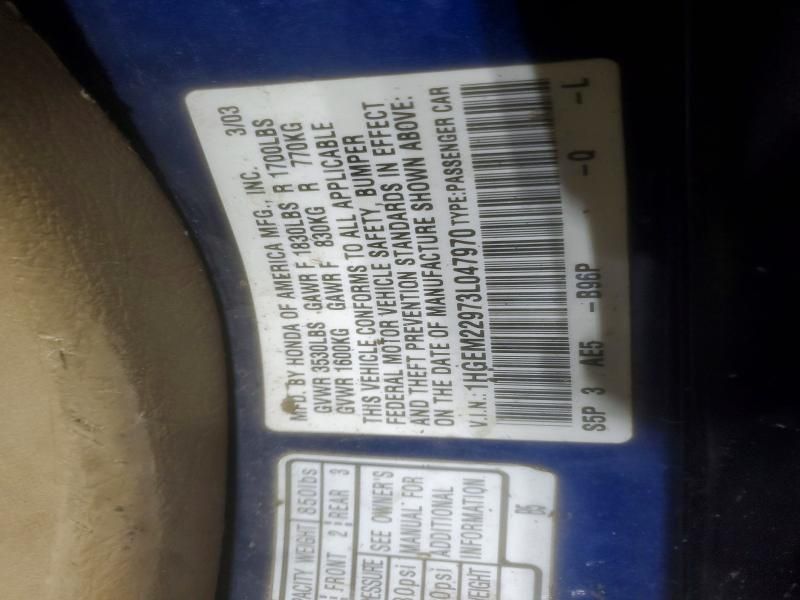 MFD. BY HONDA OF AMERICA MFG., INC. 3/03
GVWR 3530LBS GAWR F 1830LBS R 1700LBS
GVWR 1600KG GAWR F 830KG R 770KG
THIS VEHICLE CONFORMS TO ALL APPLICABLE
FEDERAL MOTOR VEHICLE SAFETY, BUMPER
AND THEFT PREVENTION STANDARDS IN EFFECT
ON THE DATE OF MANUFACTURE SHOWN ABOVE:
V.I.N.: 1HGEM22973L047970 TYPE:PASSENGER CAR
S5P 3 AE5 -B96P - -Q -L
WEIGHT 850lbs
FRONT 2 REAR 3
SEE OWNER'S
MANUAL FOR
ADDITIONAL
INFORMATION